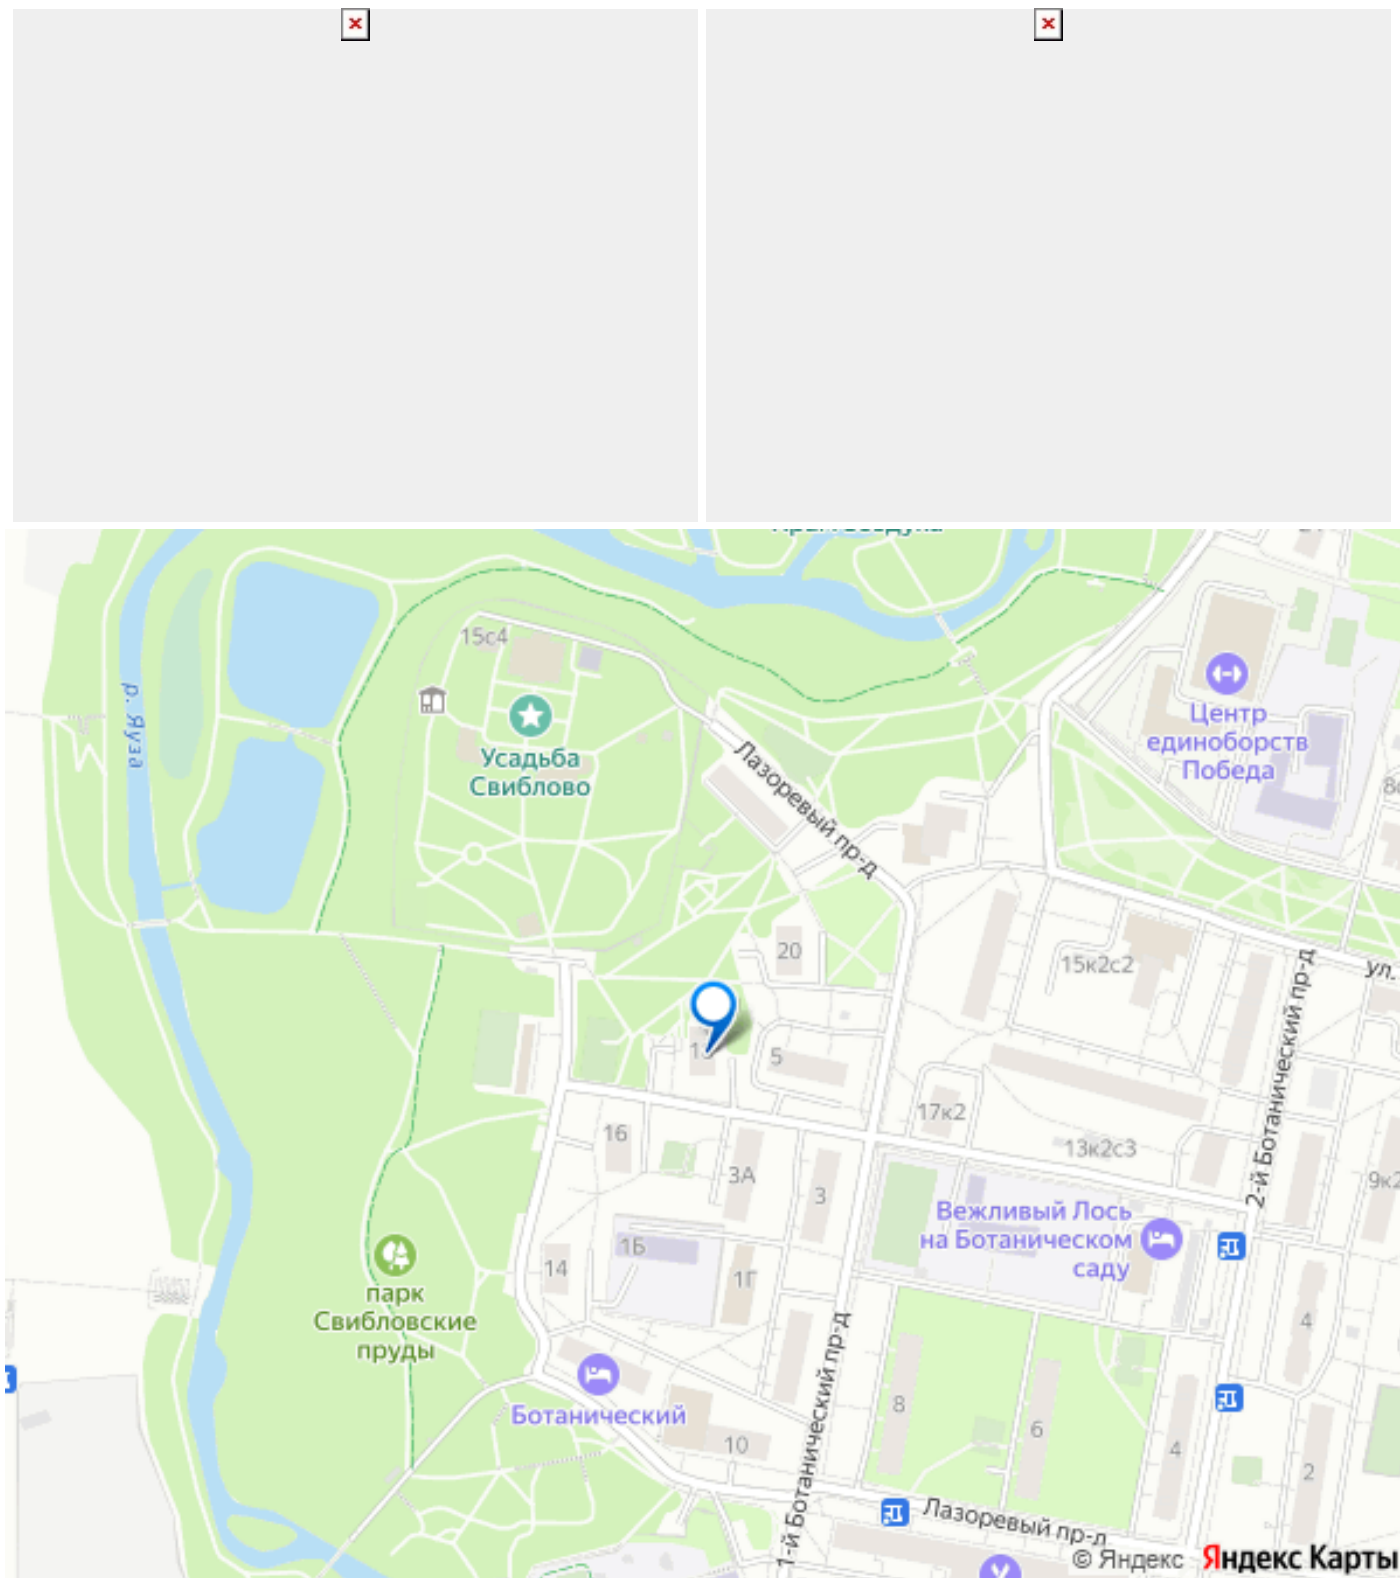 15с4
р. Яуза
Усадьба
Свиблово
Центр
единоборств
Победа
Лазоревый пр-д
20
15к2с2
ул.
2-й Ботанический пр-д
5
17к2
16
13к2с3
3А
3
9к2
Вежливый Лось
на Ботаническом
саду
1Б
14
1Г
парк
Свибловские
пруды
4
1-й Ботанический пр-д
Ботанический
8
6
10
4
2
Лазоревый пр-д
© Яндекс
Яндекс Карты